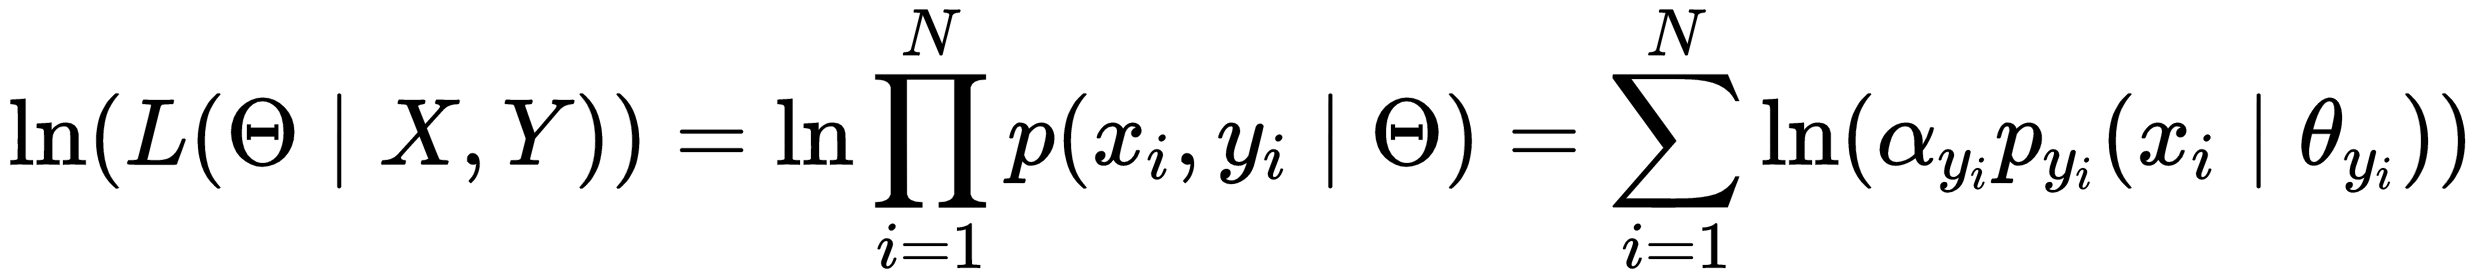 ln(L(Θ | X, Y)) = ln ∏_{i=1}^{N} p(x_i, y_i | Θ) = ∑_{i=1}^{N} ln(α_{y_i} p_{y_i}(x_i | θ_{y_i}))